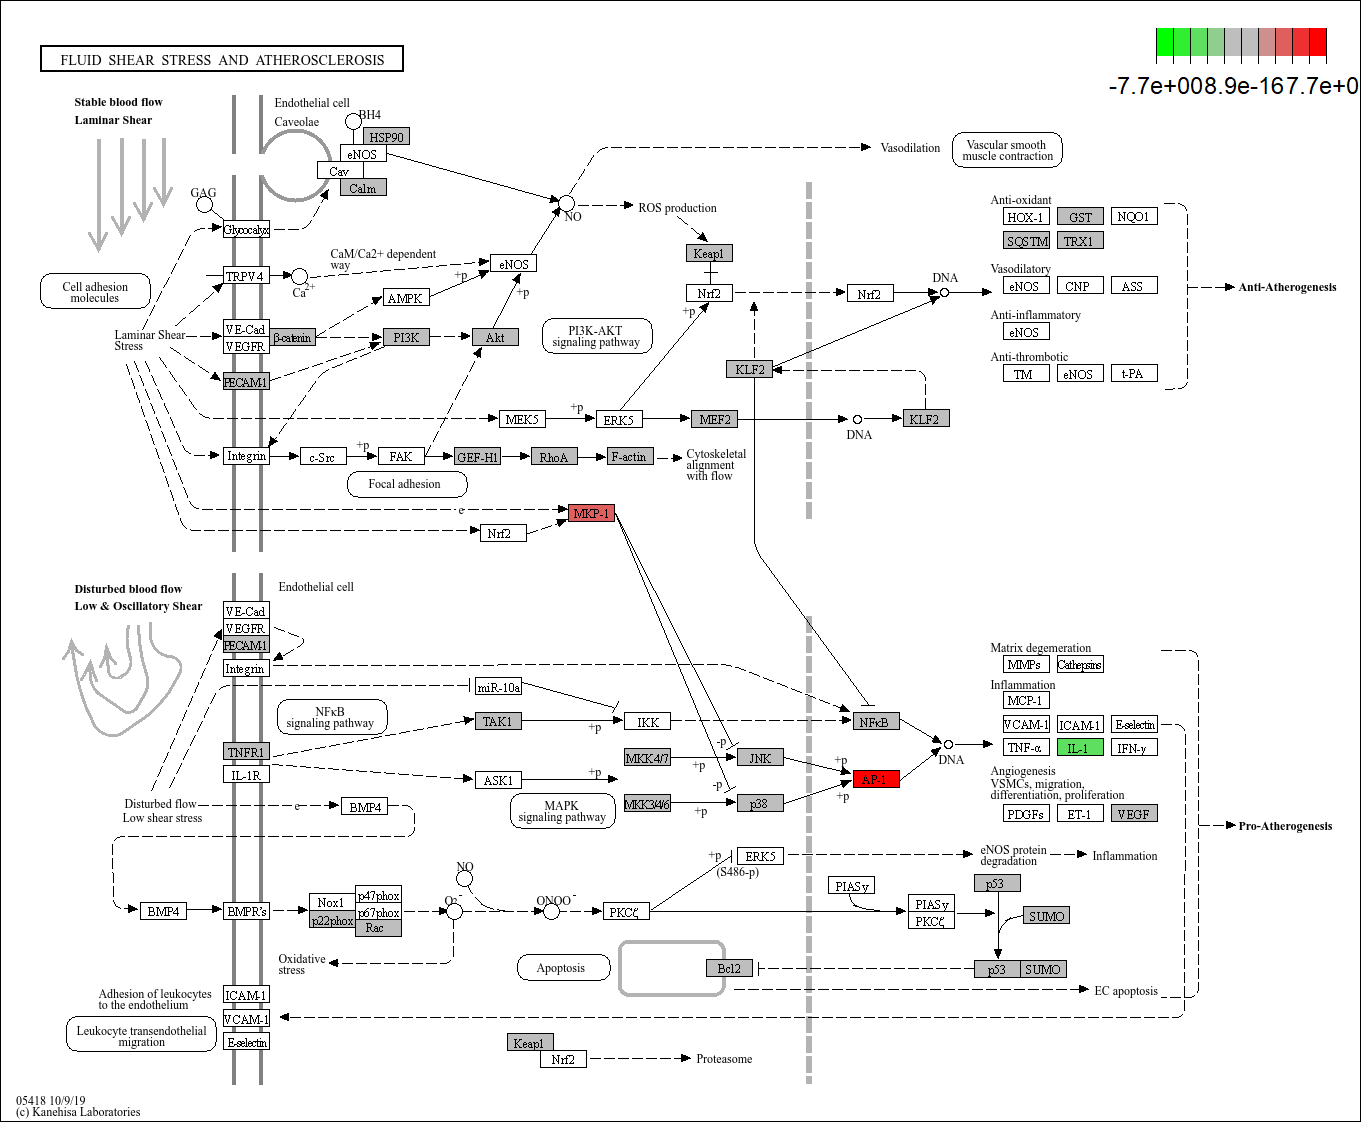 FLUID SHEAR STRESS AND ATHEROSCLEROSIS
-7.7e+008.9e-167.7e+0
Stable blood flow
Laminar Shear
Endothelial cell
Caveolae
BH4
HSP90
eNOS
Cav
Calm
GAG
Glycocalyx
NO
Vasodilation
Vascular smooth
muscle contraction
ROS production
Keap1
Nrf2
+p
CaM/Ca2+ dependent
way
eNOS
+p
+p
TRPV4
Ca2+
AMPK
Cell adhesion
molecules
Laminar Shear
Stress
VE-Cad
VEGFR
β-catenin
PI3K
Akt
PI3K-AKT
signaling pathway
PECAM-1
KLF2
Nrf2
DNA
Anti-oxidant
HOX-1
GST
NQO1
SQSTM
TRX1
Vasodilatory
eNOS
CNP
ASS
Anti-inflammatory
eNOS
Anti-thrombotic
TM
eNOS
t-PA
Anti-Atherogenesis
MEK5
+p
ERK5
MEF2
DNA
KLF2
Integrin
c-Src
+p
FAK
GEF-H1
RhoA
F-actin
Cytoskeletal
alignment
with flow
Focal adhesion
e
MKP-1
Nrf2
Disturbed blood flow
Low & Oscillatory Shear
Endothelial cell
VE-Cad
VEGFR
PECAM-1
Integrin
miR-10a
NFκB
signaling pathway
TAK1
+p
IKK
NFκB
TNFR1
IL-1R
MKK4/7
+p
-p
JNK
+p
ASK1
+p
AP-1
DNA
MAPK
signaling pathway
MKK3/4/6
+p
-p
p38
+p
Matrix degeneration
MMPs
Cathepsins
Inflammation
MCP-1
VCAM-1
ICAM-1
E-selectin
TNF-α
IL-1
IFN-γ
Angiogenesis
VSMCs, migration,
differentiation, proliferation
PDGFs
ET-1
VEGF
Pro-Atherogenesis
Disturbed flow
Low shear stress
e
BMP4
+p
(S486-p)
ERK5
eNOS protein
degradation
Inflammation
NO
BMP4
BMPR's
Nox1
p47phox
p67phox
p22phox
Rac
O2-
ONOO-
PKCζ
PIASy
PIASy
PKCζ
p53
SUMO
Oxidative
stress
Apoptosis
Bcl2
p53
SUMO
EC apoptosis
Adhesion of leukocytes
to the endothelium
ICAM-1
VCAM-1
E-selectin
Leukocyte transendothelial
migration
Keap1
Nrf2
Proteasome
05418 10/9/19
(c) Kanehisa Laboratories